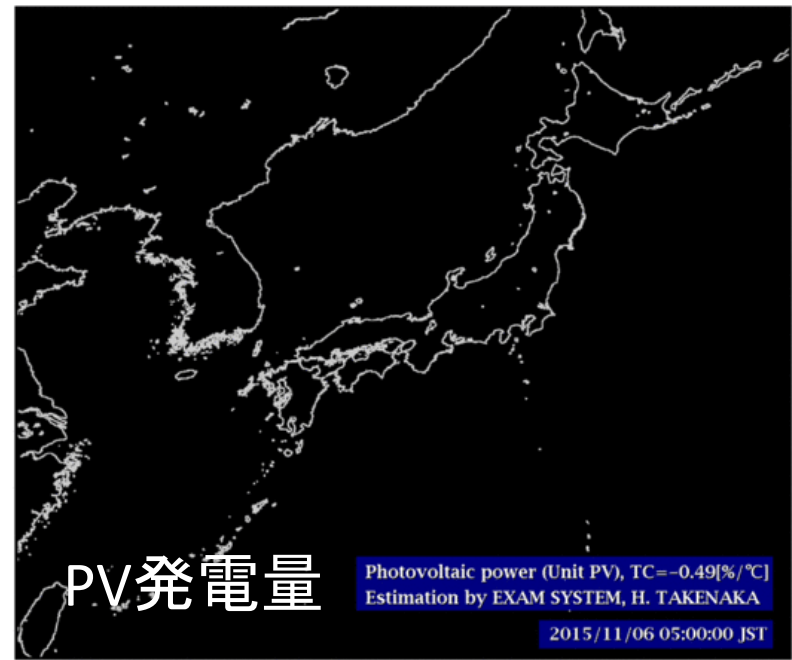 PV発電量
Photovoltaic power (Unit PV), TC=−0.49[%/℃]
Estimation by EXAM SYSTEM, H. TAKENAKA
2015/11/06 05:00:00 JST